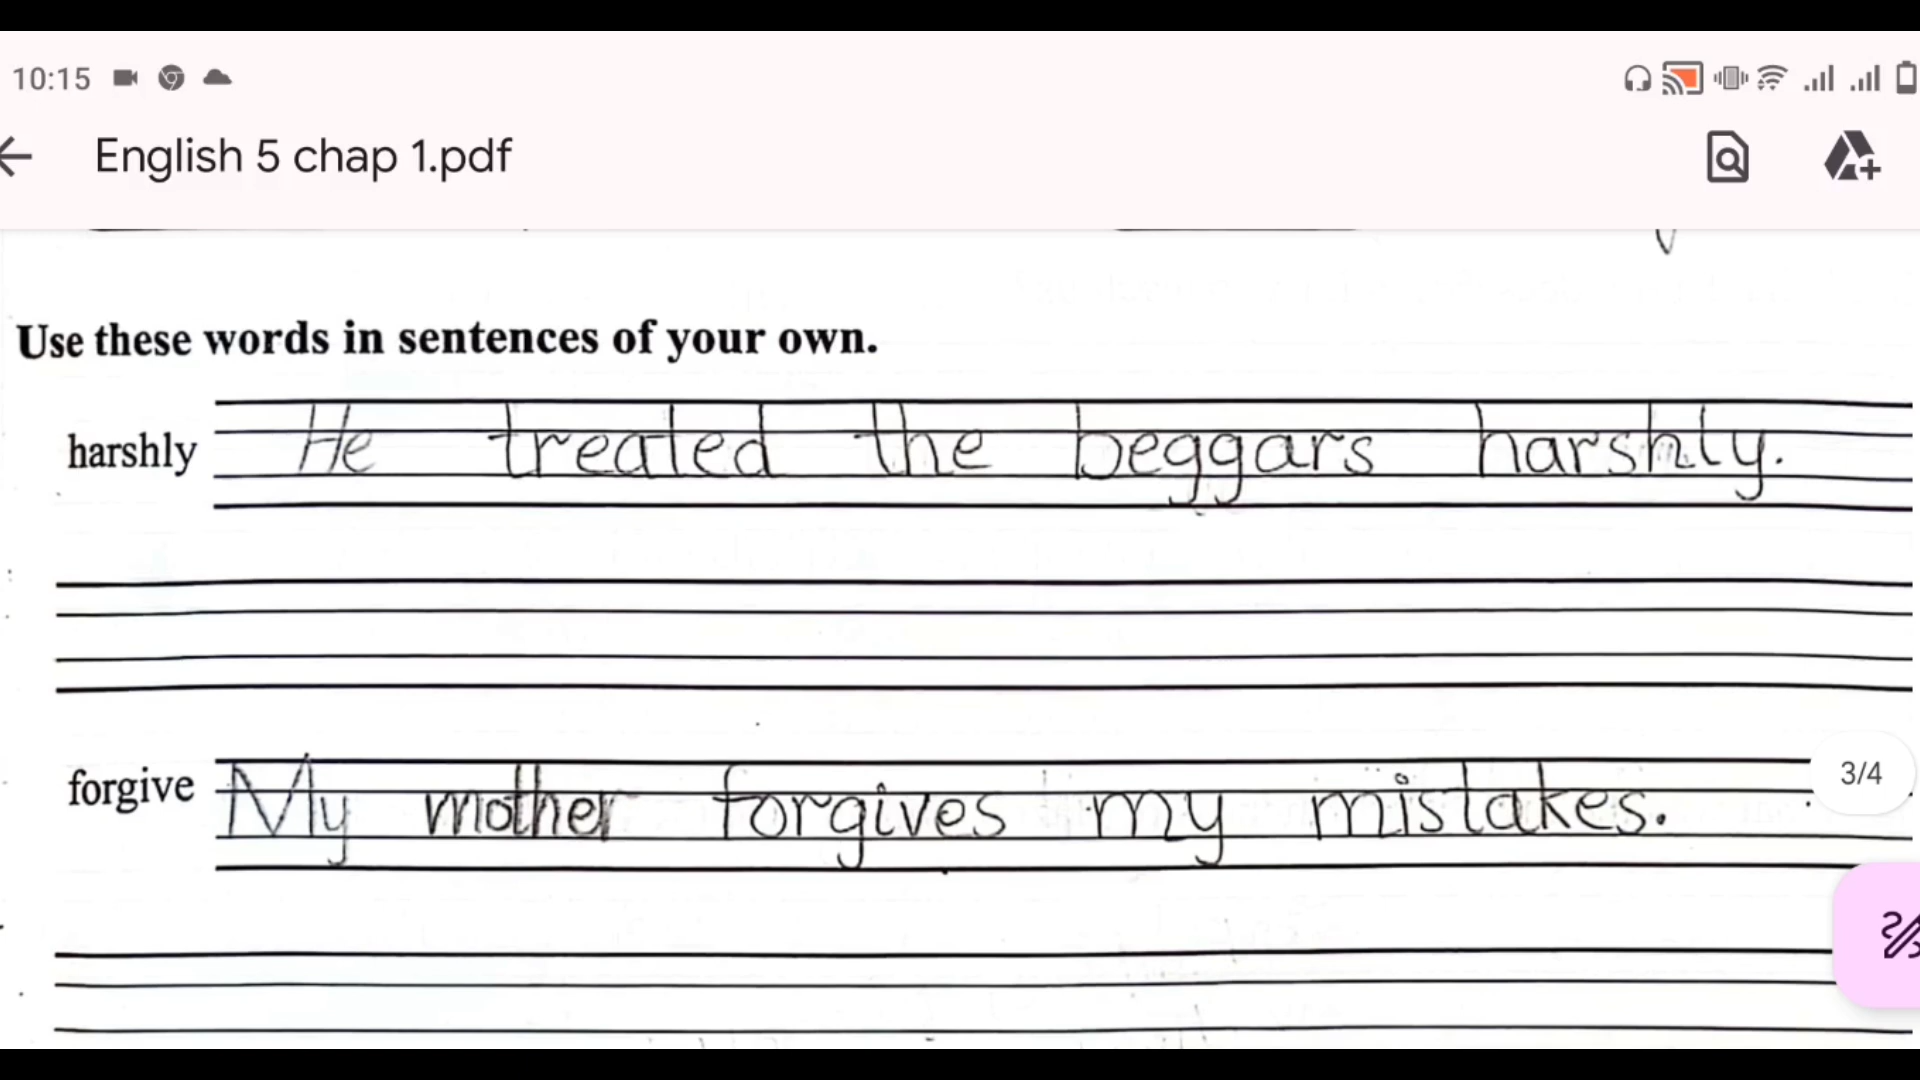 10:15
English 5 chap 1.pdf
Use these words in sentences of your own.
harshly He treated the beggars harshly.
forgive My mother forgives my mistakes.
3/4